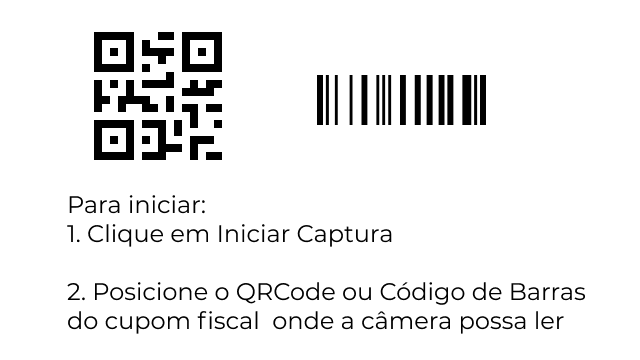 Para iniciar:
1. Clique em Iniciar Captura
2. Posicione o QRCode ou Código de Barras
do cupom fiscal  onde a câmera possa ler